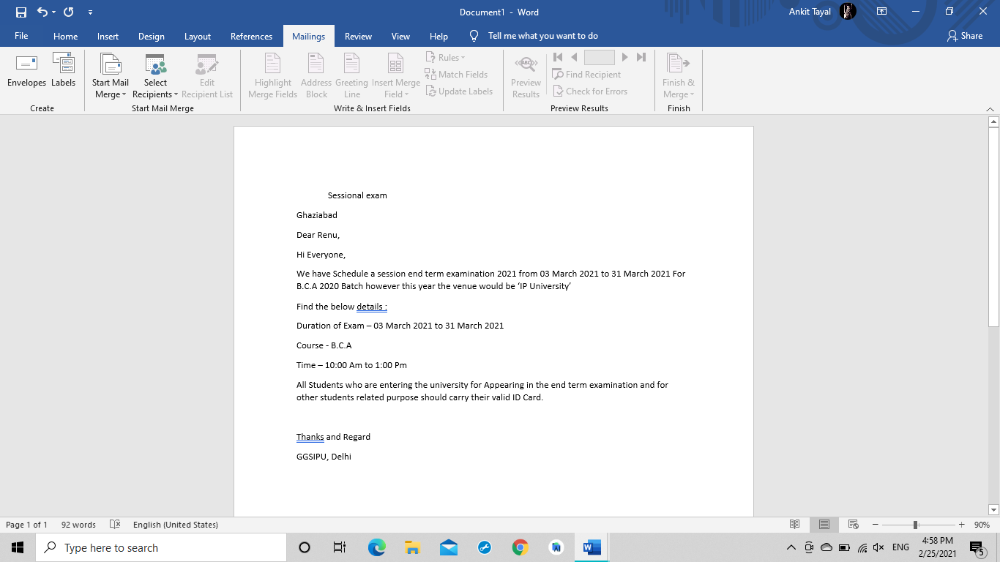 Document1 - Word
Ankit Tayal
File Home Insert Design Layout References Mailings Review View Help Tell me what you want to do Share
Envelopes Labels
Create
Start Mail Merge Select Recipients Edit Recipient List
Start Mail Merge
Highlight Merge Fields Address Block Greeting Line Insert Merge Field
Rules
Match Fields
Update Labels
Write & Insert Fields
ABC
Preview Results
Find Recipient
Check for Errors
Preview Results
Finish & Merge
Finish
Sessional exam
Ghaziabad
Dear Renu,
Hi Everyone,
We have Schedule a session end term examination 2021 from 03 March 2021 to 31 March 2021 For
B.C.A 2020 Batch however this year the venue would be ‘IP University’
Find the below details :
Duration of Exam – 03 March 2021 to 31 March 2021
Course - B.C.A
Time – 10:00 Am to 1:00 Pm
All Students who are entering the university for Appearing in the end term examination and for
other students related purpose should carry their valid ID Card.
Thanks and Regard
GGSIPU, Delhi
Page 1 of 1 92 words English (United States) 90%
Type here to search
ENG
4:58 PM
2/25/2021
5